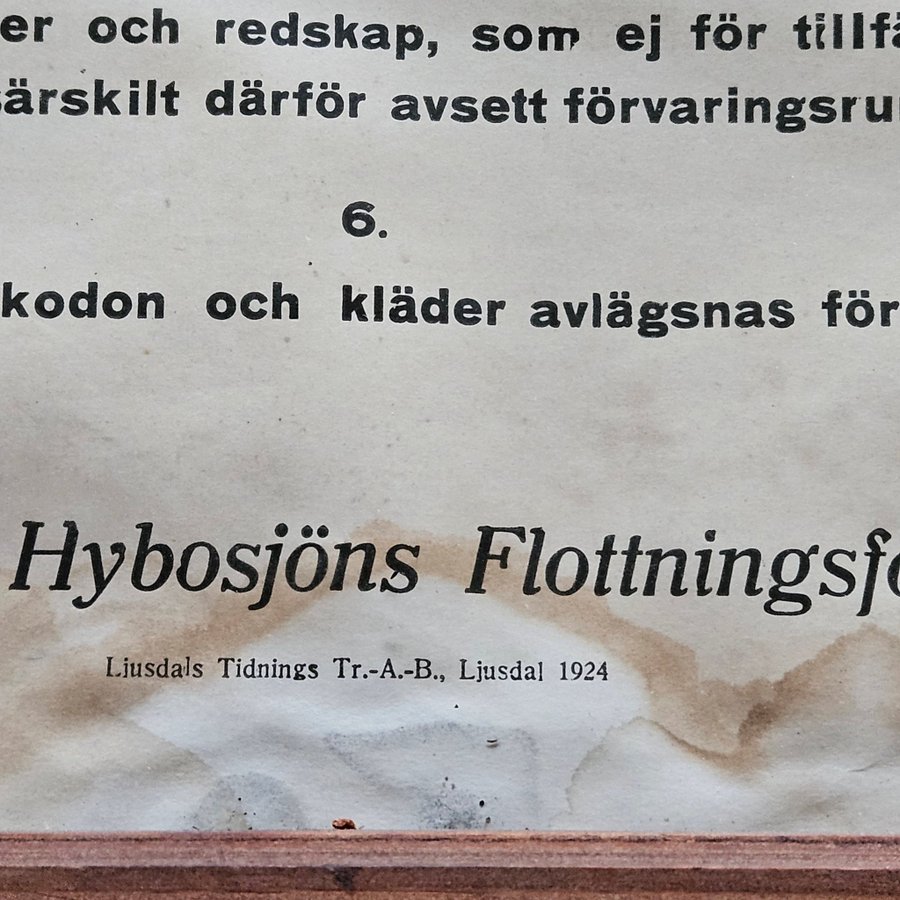 er och redskap, som ej för tillfä
särskilt därför avsett förvaringsru
6.
kodon och kläder avlägsnas för
Hybosjöns Flottningsfö
Ljusdals Tidnings Tr.-A.-B., Ljusdal 1924